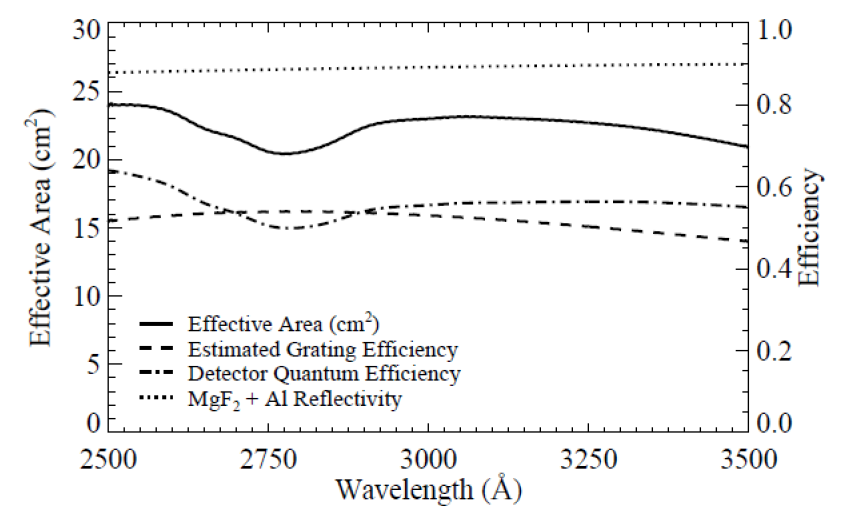 30
25
20
15
10
5
0
Effective Area (cm²)
1.0
0.8
0.6
0.4
0.2
0.0
Efficiency
Effective Area (cm²)
Estimated Grating Efficiency
Detector Quantum Efficiency
MgF₂ + Al Reflectivity
2500 2750 3000 3250 3500
Wavelength (Å)